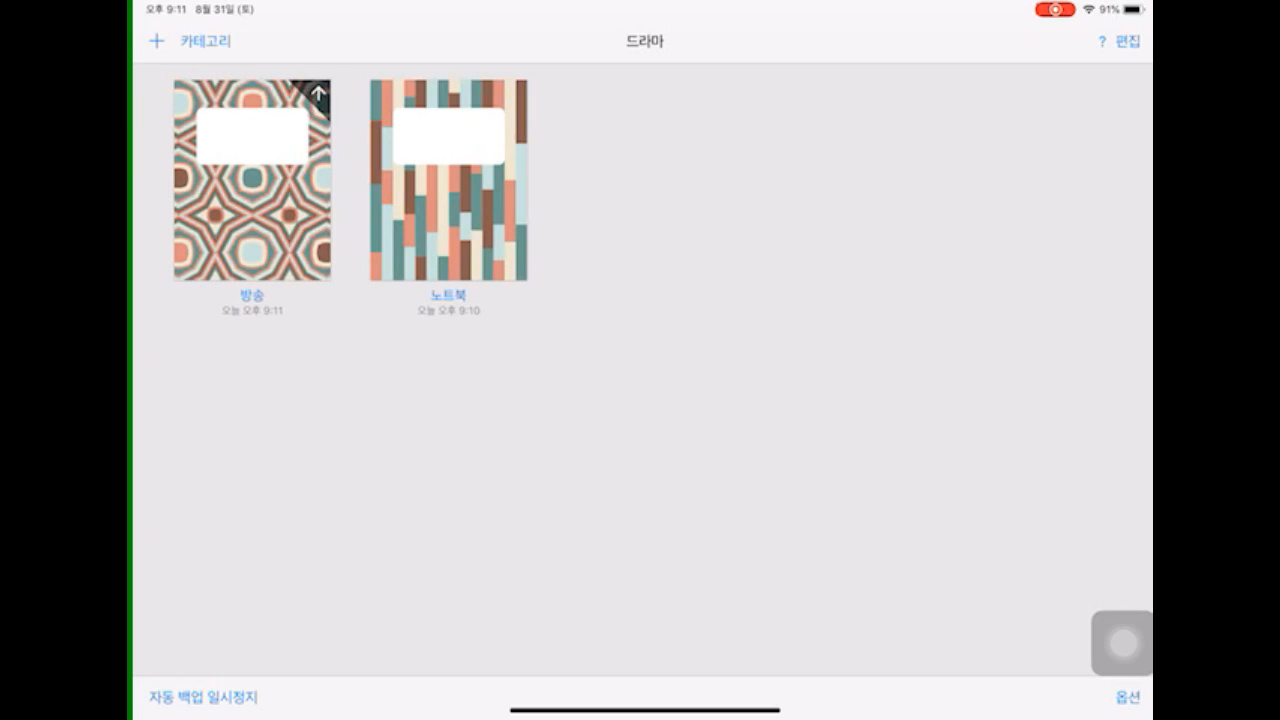 오후 9:11 8월 31일 (토) 91%
카테고리 드라마 ? 편집
방송 노트북
오늘 오후 9:11 오늘 오후 9:10
자동 백업 일시정지 옵션